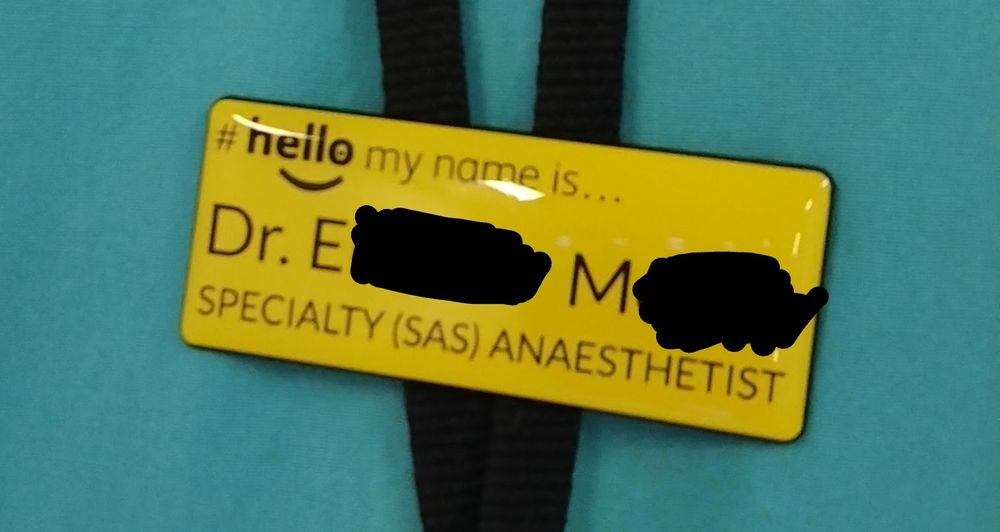 #hello my name is...
Dr. E M
SPECIALTY (SAS) ANAESTHETIST